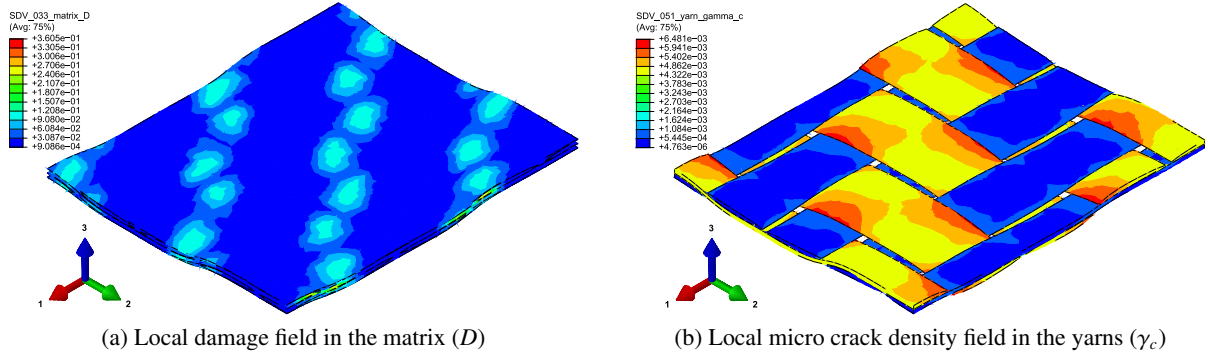 SDV_033_matrix_D
(Avg: 75%)
+3.605e−01
+3.305e−01
+3.006e−01
+2.706e−01
+2.406e−01
+2.107e−01
+1.807e−01
+1.507e−01
+1.208e−01
+9.080e−02
+6.084e−02
+3.087e−02
+9.086e−04
3
1
2
(a) Local damage field in the matrix (D)
SDV_051_yarn_gamma_c
(Avg: 75%)
+6.481e−03
+5.941e−03
+5.402e−03
+4.862e−03
+4.322e−03
+3.783e−03
+3.243e−03
+2.703e−03
+2.164e−03
+1.624e−03
+1.084e−03
+5.445e−04
+4.763e−06
3
1
2
(b) Local micro crack density field in the yarns (γc)